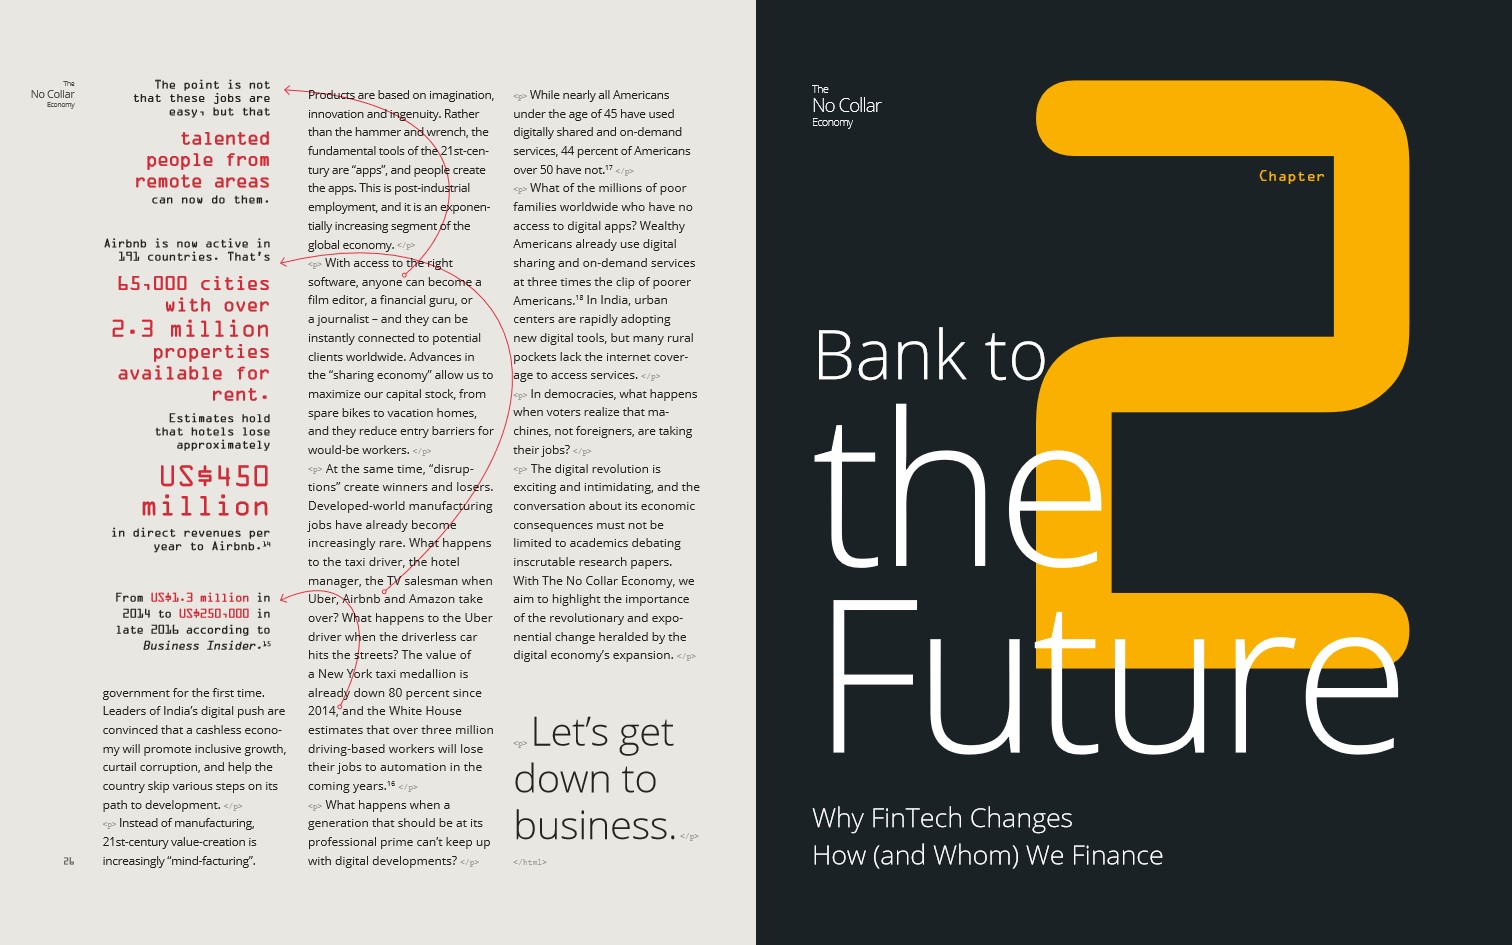 The
No Collar
Economy
The point is not
that these jobs are
easy, but that
talented
people from
remote areas
can now do them.
Airbnb is now active in
191 countries. That’s
65,000 cities
with over
2.3 million
properties
available for
rent.
Estimates hold
that hotels lose
approximately
US$450
million
in direct revenues per
year to Airbnb.¹⁴
From US$1.3 million in
2014 to US$250,000 in
late 2016 according to
Business Insider.¹⁵
government for the first time.
Leaders of India’s digital push are
convinced that a cashless econo-
my will promote inclusive growth,
curtail corruption, and help the
country skip various steps on its
path to development. </p>
<p> Instead of manufacturing,
21st-century value-creation is
increasingly “mind-facturing”.
26
Products are based on imagination,
innovation and ingenuity. Rather
than the hammer and wrench, the
fundamental tools of the 21st-cen-
tury are “apps”, and people create
the apps. This is post-industrial
employment, and it is an exponen-
tially increasing segment of the
global economy. </p>
<p> With access to the right
software, anyone can become a
film editor, a financial guru, or
a journalist – and they can be
instantly connected to potential
clients worldwide. Advances in
the “sharing economy” allow us to
maximize our capital stock, from
spare bikes to vacation homes,
and they reduce entry barriers for
would-be workers. </p>
<p> At the same time, “disrup-
tions” create winners and losers.
Developed-world manufacturing
jobs have already become
increasingly rare. What happens
to the taxi driver, the hotel
manager, the TV salesman when
Uber, Airbnb and Amazon take
over? What happens to the Uber
driver when the driverless car
hits the streets? The value of
a New York taxi medallion is
already down 80 percent since
2014, and the White House
estimates that over three million
driving-based workers will lose
their jobs to automation in the
coming years.¹⁶ </p>
<p> What happens when a
generation that should be at its
professional prime can’t keep up
with digital developments? </p>
<p> While nearly all Americans
under the age of 45 have used
digitally shared and on-demand
services, 44 percent of Americans
over 50 have not.¹⁷ </p>
<p> What of the millions of poor
families worldwide who have no
access to digital apps? Wealthy
Americans already use digital
sharing and on-demand services
at three times the clip of poorer
Americans.¹⁸ In India, urban
centers are rapidly adopting
new digital tools, but many rural
pockets lack the internet cover-
age to access services. </p>
<p> In democracies, what happens
when voters realize that ma-
chines, not foreigners, are taking
their jobs? </p>
<p> The digital revolution is
exciting and intimidating, and the
conversation about its economic
consequences must not be
limited to academics debating
inscrutable research papers.
With The No Collar Economy, we
aim to highlight the importance
of the revolutionary and expo-
nential change heralded by the
digital economy’s expansion. </p>
<p> Let’s get
down to
business. </p>
</html>
The
No Collar
Economy
2
Chapter
Bank to
the
Future
Why FinTech Changes
How (and Whom) We Finance